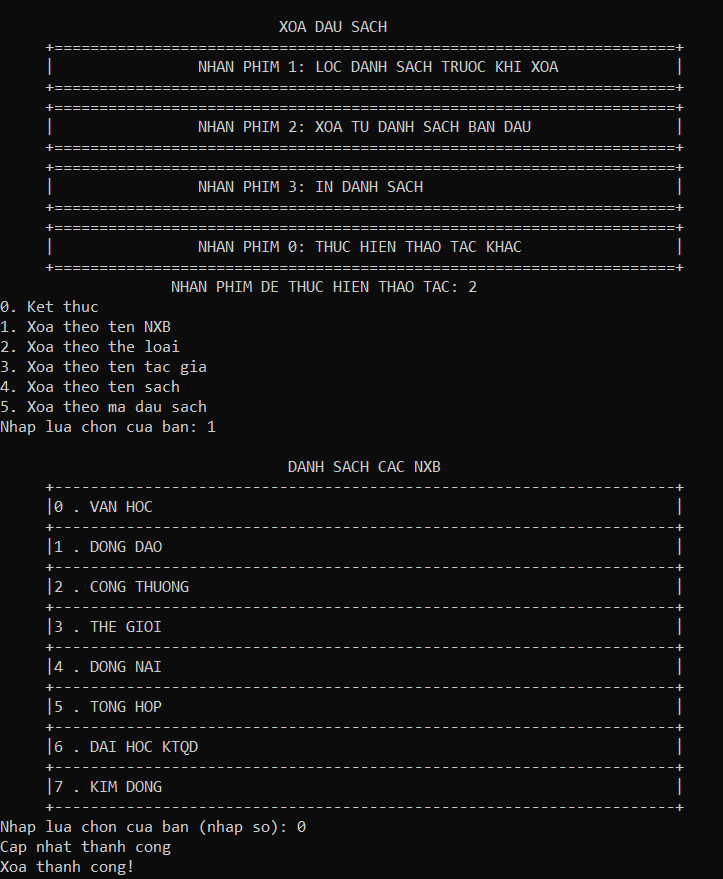 XOA DAU SACH
+=====================================================================+
| NHAN PHIM 1: LOC DANH SACH TRUOC KHI XOA |
+=====================================================================+
+=====================================================================+
| NHAN PHIM 2: XOA TU DANH SACH BAN DAU |
+=====================================================================+
+=====================================================================+
| NHAN PHIM 3: IN DANH SACH |
+=====================================================================+
+=====================================================================+
| NHAN PHIM 0: THUC HIEN THAO TAC KHAC |
+=====================================================================+
NHAN PHIM DE THUC HIEN THAO TAC: 2
0. Ket thuc
1. Xoa theo ten NXB
2. Xoa theo the loai
3. Xoa theo ten tac gia
4. Xoa theo ten sach
5. Xoa theo ma dau sach
Nhap lua chon cua ban: 1
DANH SACH CAC NXB
+---------------------------------------------------------------------+
|0 . VAN HOC |
+---------------------------------------------------------------------+
|1 . DONG DAO |
+---------------------------------------------------------------------+
|2 . CONG THUONG |
+---------------------------------------------------------------------+
|3 . THE GIOI |
+---------------------------------------------------------------------+
|4 . DONG NAI |
+---------------------------------------------------------------------+
|5 . TONG HOP |
+---------------------------------------------------------------------+
|6 . DAI HOC KTQD |
+---------------------------------------------------------------------+
|7 . KIM DONG |
+---------------------------------------------------------------------+
Nhap lua chon cua ban (nhap so): 0
Cap nhat thanh cong
Xoa thanh cong!